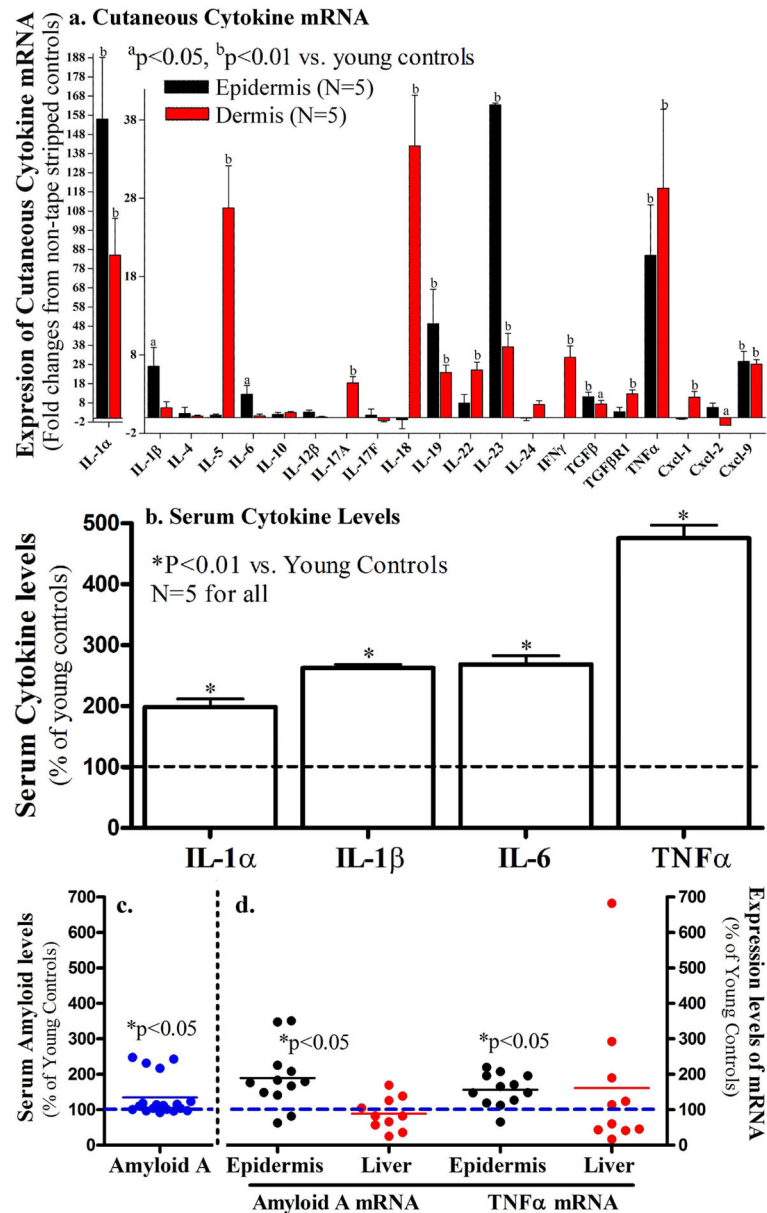 a. Cutaneous Cytokine mRNA
ap<0.05, bp<0.01 vs. young controls
Epidermis (N=5)
Dermis (N=5)
Expresion of Cutaneous Cytokine mRNA
(Fold changes from non-tape stripped controls)
188
178
168
158
148
138
128
118
108
98
88
78
68
58
48
38
28
18
8
-2
38
28
18
8
-2
b
b
a
b
a
b
b
b
b
b
b
b
b
b
a
b
b
b
b
a
b
b
IL-1α
IL-1β
IL-4
IL-5
IL-6
IL-10
IL-12β
IL-17A
IL-17F
IL-18
IL-19
IL-22
IL-23
IL-24
IFNγ
TGFβ
TGFβR1
TNFα
Cxcl-1
Cxcl-2
Cxcl-9
b. Serum Cytokine Levels
*P<0.01 vs. Young Controls
N=5 for all
Serum Cytokine levels
(% of young controls)
500
400
300
200
100
0
*
*
*
*
IL-1α
IL-1β
IL-6
TNFα
c.
d.
Serum Amyloid levels
(% of Young Controls)
700
600
500
400
300
200
100
0
*p<0.05
*p<0.05
*p<0.05
700
600
500
400
300
200
100
0
Expression levels of mRNA
(% of Young Controls)
Amyloid A
Epidermis
Liver
Epidermis
Liver
Amyloid A mRNA
TNFα mRNA